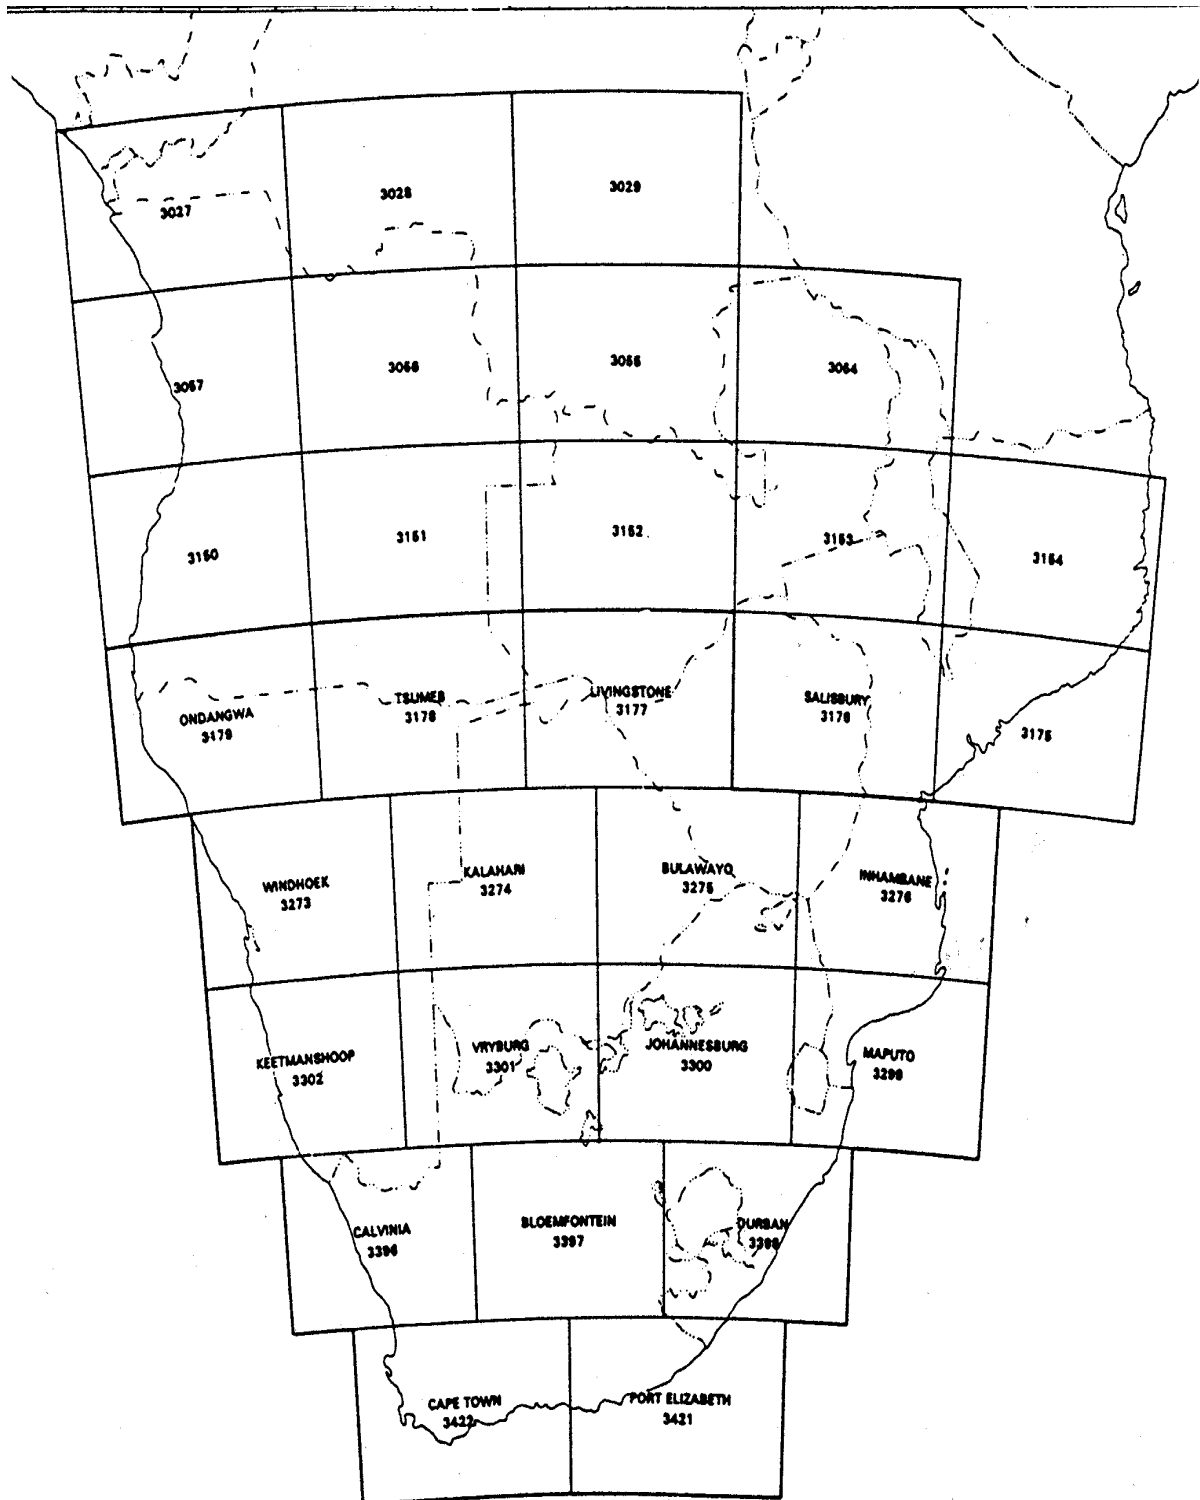 3027
3028
3029
3057
3056
3055
3054
3150
3151
3152
3153
3154
ONDANGWA
3179
TSUMEB
3178
LIVINGSTONE
3177
SALISBURY
3176
3175
WINDHOEK
3273
KALAHARI
3274
BULAWAYO
3275
INHAMBANE
3276
KEETMANSHOOP
3302
VRYBURG
3301
JOHANNESBURG
3300
MAPUTO
3299
CALVINIA
3396
BLOEMFONTEIN
3397
DURBAN
3398
CAPE TOWN
3422
PORT ELIZABETH
3421